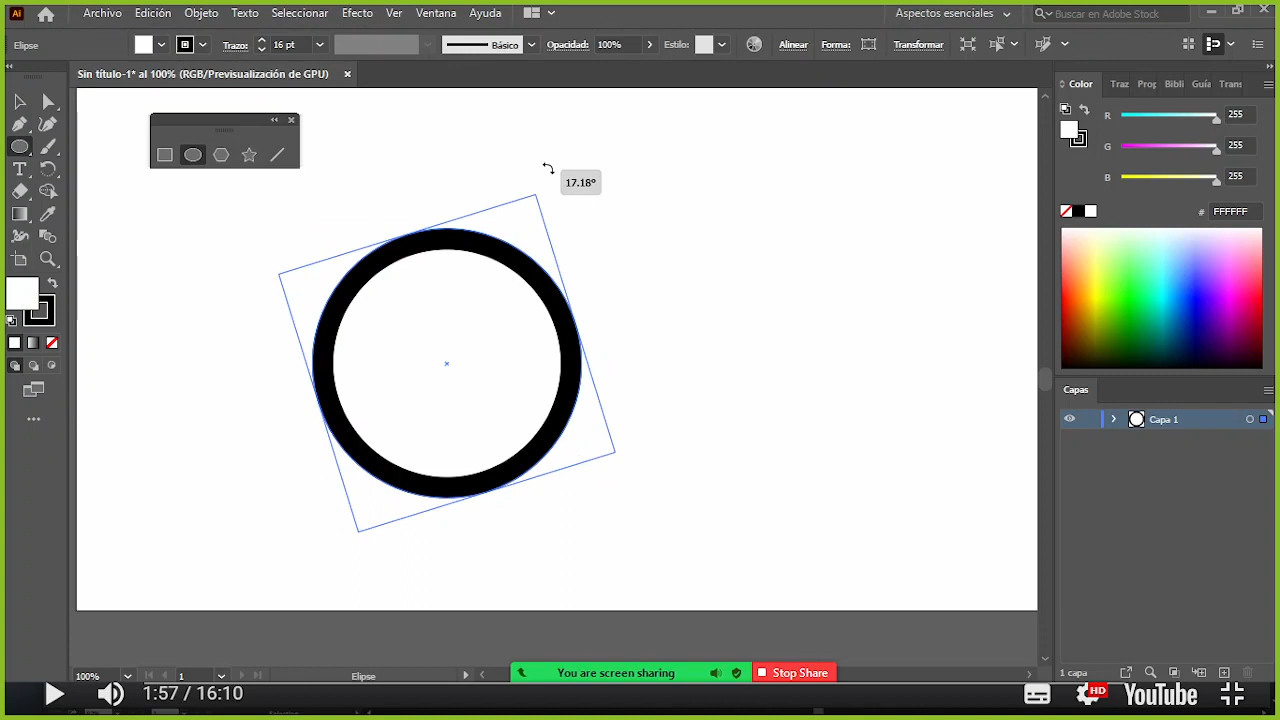 Ai Archivo Edición Objeto Texto Seleccionar Efecto Ver Ventana Ayuda Aspectos esenciales Buscar en Adobe Stock
Elipse Trazo: 16 pt Básico Opacidad: 100% Estilo: Alinear Forma: Transformar
Sin título-1* al 100% (RGB/Previsualización de GPU) ×
Color Traz Prop Bibli Guía Trans
R 255
G 255
B 255
# FFFFFF
17.18°
Capas
Capa 1
100% 1 Elipse
You are screen sharing Stop Share
1 capa
1:57 / 16:10
HD YouTube